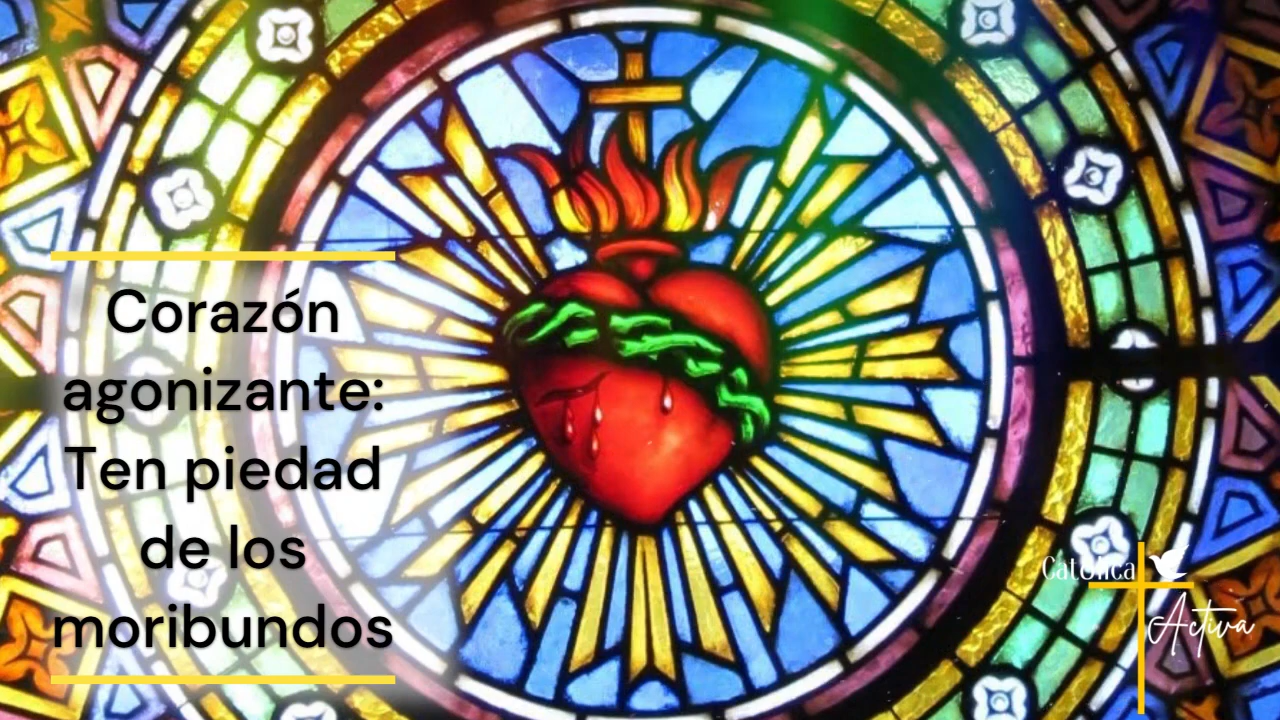 Corazón
agonizante:
Ten piedad
de los
moribundos
Católica
Activa